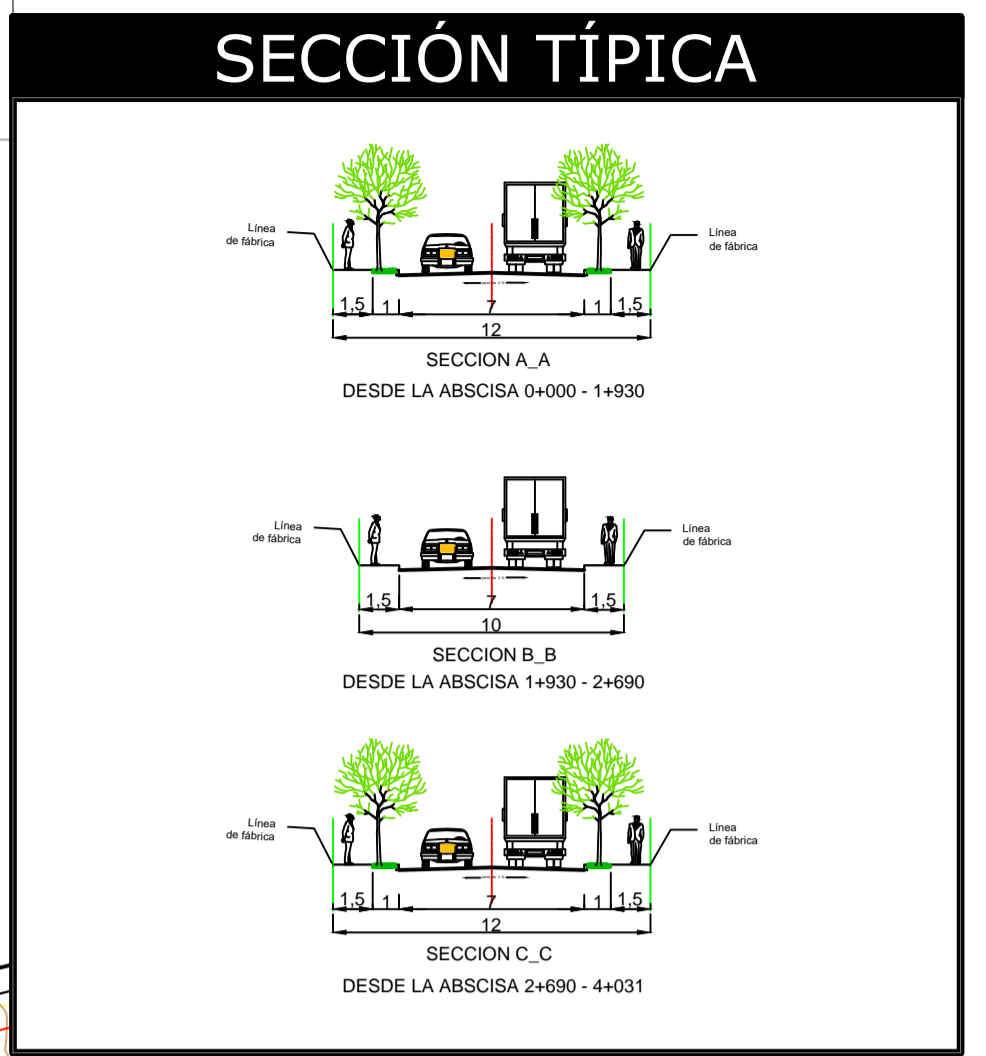 SECCIÓN TÍPICA
Línea
de fábrica
Línea
de fábrica
1,5 1 7 1 1,5
12
SECCION A_A
DESDE LA ABSCISA 0+000 - 1+930
Línea
de fábrica
Línea
de fábrica
1,5 7 1,5
10
SECCION B_B
DESDE LA ABSCISA 1+930 - 2+690
Línea
de fábrica
Línea
de fábrica
1,5 1 7 1 1,5
12
SECCION C_C
DESDE LA ABSCISA 2+690 - 4+031